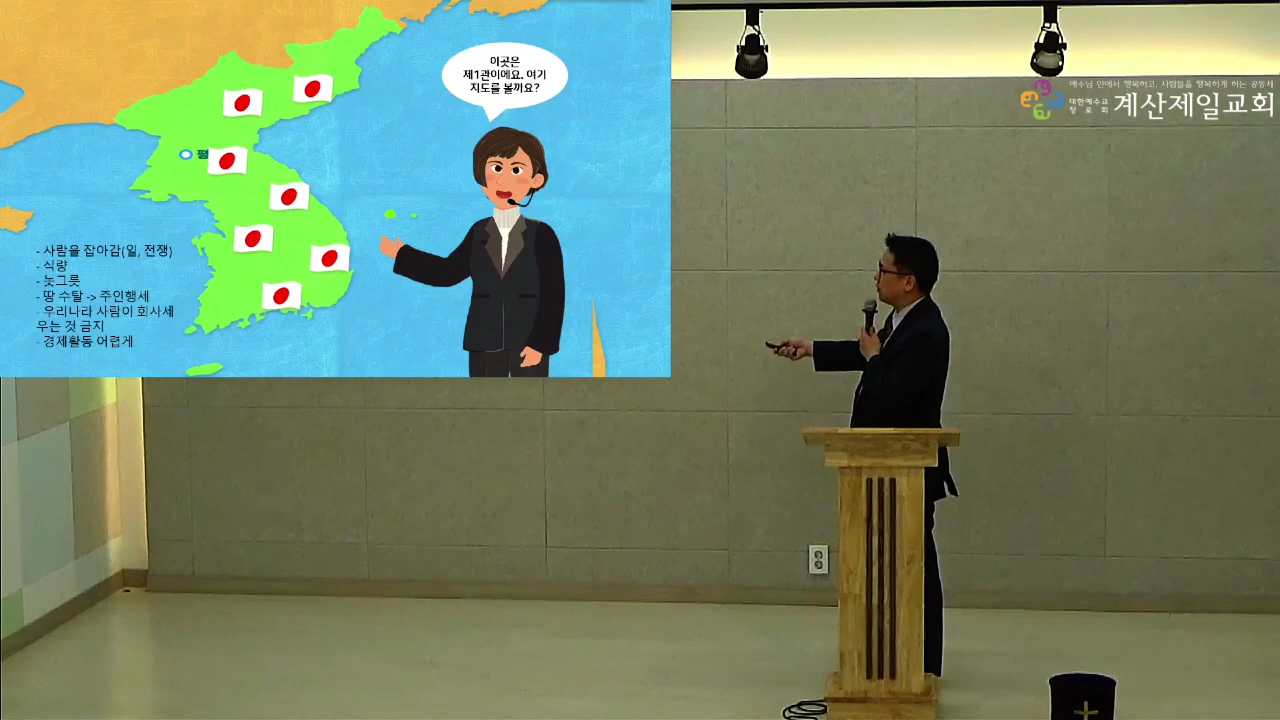 이곳은
제1관이에요. 여기
지도를 볼까요?
평
- 사람을 잡아감(일, 전쟁)
- 식량
- 놋그릇
- 땅 수탈 -> 주인행세
- 우리나라 사람이 회사세
우는 것 금지
- 경제활동 어렵게
예수님 안에서 행복하고, 사람들을 행복하게 하는 공동체
대한예수교
장로회
계산제일교회